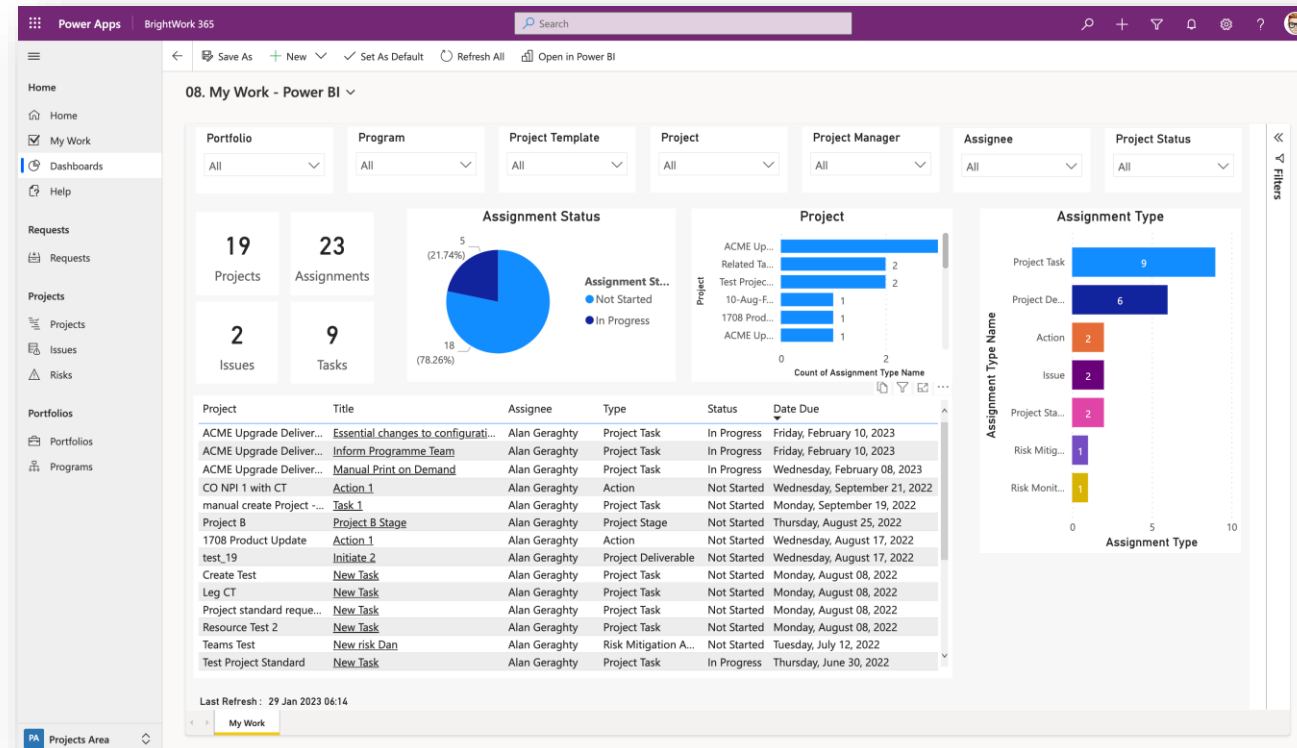 Power Apps BrightWork 365 Search ?
Save As New Set As Default Refresh All Open in Power BI
Home
Home
My Work
Dashboards
Help
Requests
Requests
Projects
Projects
Issues
Risks
Portfolios
Portfolios
Programs
PA Projects Area
08. My Work - Power BI
Portfolio Program Project Template Project Project Manager Assignee Project Status
All All All All All All All
Filters
19
Projects
23
Assignments
2
Issues
9
Tasks
Assignment Status
5
(21.74%)
18
(78.26%)
Assignment St...
Not Started
In Progress
Project
Project
ACME Up...
Related Ta... 2
Test Projec... 2
10-Aug-F... 1
1708 Prod... 1
ACME Up... 1
0 2
Count of Assignment Type Name
Assignment Type
Assignment Type Name
Project Task 9
Project De... 6
Action 2
Issue 2
Project Sta... 2
Risk Mitig... 1
Risk Monit... 1
0 5 10
Assignment Type
Project Title Assignee Type Status Date Due
ACME Upgrade Deliver... Essential changes to configurati... Alan Geraghty Project Task In Progress Friday, February 10, 2023
ACME Upgrade Deliver... Inform Programme Team Alan Geraghty Project Task In Progress Friday, February 10, 2023
ACME Upgrade Deliver... Manual Print on Demand Alan Geraghty Project Task In Progress Wednesday, February 08, 2023
CO NPI 1 with CT Action 1 Alan Geraghty Action Not Started Wednesday, September 21, 2022
manual create Project -... Task 1 Alan Geraghty Project Task Not Started Monday, September 19, 2022
Project B Project B Stage Alan Geraghty Project Stage Not Started Thursday, August 25, 2022
1708 Product Update Action 1 Alan Geraghty Action Not Started Wednesday, August 17, 2022
test_19 Initiate 2 Alan Geraghty Project Deliverable Not Started Wednesday, August 17, 2022
Create Test New Task Alan Geraghty Project Task Not Started Monday, August 08, 2022
Leg CT New Task Alan Geraghty Project Task Not Started Monday, August 08, 2022
Project standard reque... New Task Alan Geraghty Project Task Not Started Monday, August 08, 2022
Resource Test 2 New Task Alan Geraghty Project Task Not Started Monday, August 08, 2022
Teams Test New risk Dan Alan Geraghty Risk Mitigation A... Not Started Tuesday, July 12, 2022
Test Project Standard New Task Alan Geraghty Project Task In Progress Thursday, June 30, 2022
Last Refresh : 29 Jan 2023 06:14
My Work